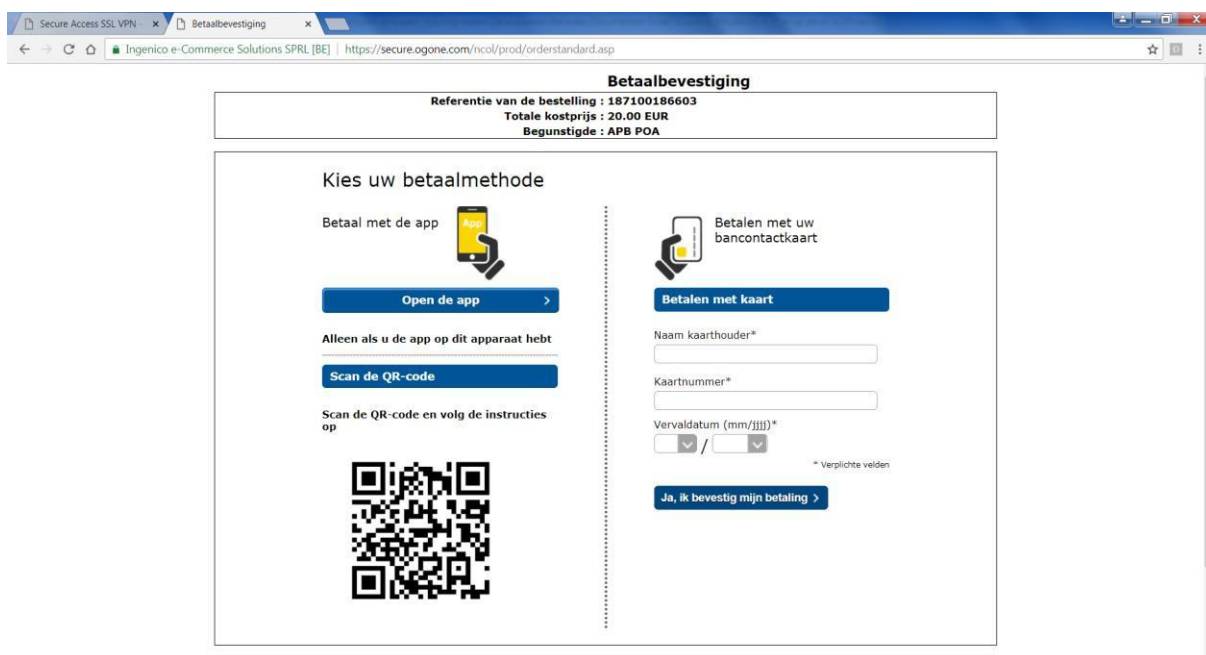 Secure Access SSL VPN
Betaalbevestiging
Ingenico e-Commerce Solutions SPRL [BE] | https://secure.ogone.com/ncol/prod/orderstandard.asp
Betaalbevestiging
Referentie van de bestelling : 187100186603
Totale kostprijs : 20.00 EUR
Begunstigde : APB POA
Kies uw betaalmethode
Betaal met de app
App
Open de app >
Alleen als u de app op dit apparaat hebt
Scan de QR-code
Scan de QR-code en volg de instructies
op
Betalen met uw
bancontactkaart
Betalen met kaart
Naam kaarthouder*
Kaartnummer*
Vervaldatum (mm/jjjj)*
/
* Verplichte velden
Ja, ik bevestig mijn betaling >